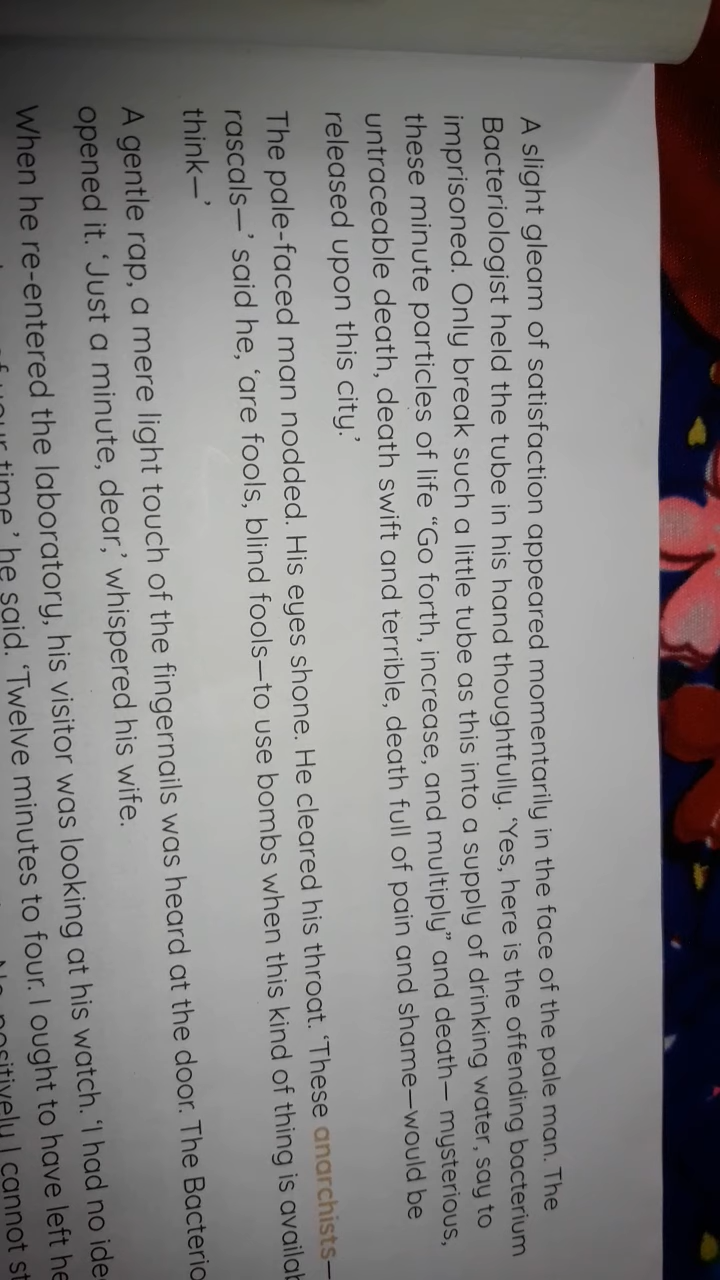 A slight gleam of satisfaction appeared momentarily in the face of the pale man. The
Bacteriologist held the tube in his hand thoughtfully. 'Yes, here is the offending bacterium
imprisoned. Only break such a little tube as this into a supply of drinking water, say to
these minute particles of life “Go forth, increase, and multiply” and death— mysterious,
untraceable death, death swift and terrible, death full of pain and shame—would be
released upon this city.’
The pale-faced man nodded. His eyes shone. He cleared his throat. ‘These anarchists—
rascals—’ said he, ‘are fools, blind fools—to use bombs when this kind of thing is
think—’
A gentle rap, a mere light touch of the fingernails was heard at the door. The
opened it. ‘Just a minute, dear,’ whispered his wife.
When he re-entered the laboratory, his visitor was looking at his watch. ‘I had no
of your time,’ he said. ‘Twelve minutes to four. I ought to have left
positively I cannot